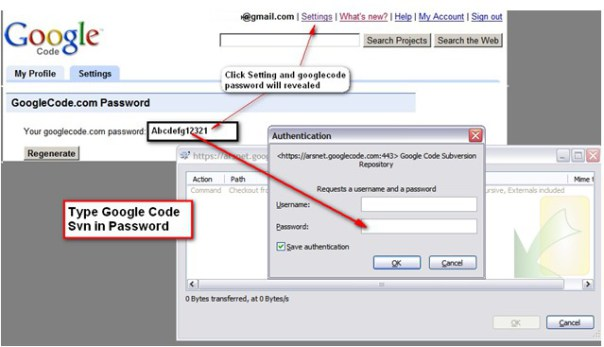 @gmail.com | Settings | What's new? | Help | My Account | Sign out
Google
Code
Search Projects
Search the Web
My Profile
Settings
Click Setting and googlecode
password will revealed
GoogleCode.com Password
Your googlecode.com password: Abcdefg12321
Regenerate
https://arsnet.goo
Authentication
<https://arsnet.googlecode.com:443> Google Code Subversion
Repository
Requests a username and a password
Username:
Password:
Save authentication
OK
Cancel
Action
Path
Mime t
Command
Checkout fro
ursive, Externals included
Type Google Code
Svn in Password
0 Bytes transferred, at 0 Bytes/s
OK
Cancel